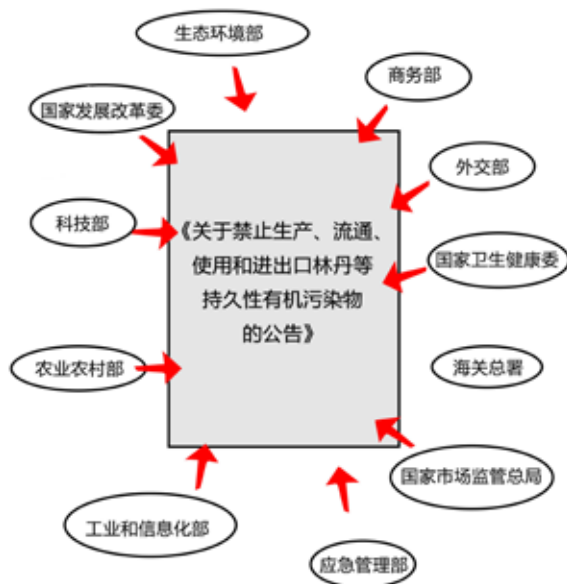 生态环境部
商务部
国家发展改革委
外交部
科技部
《关于禁止生产、流通、
使用和进出口林丹等
持久性有机污染物
的公告》
国家卫生健康委
农业农村部
海关总署
国家市场监管总局
工业和信息化部
应急管理部